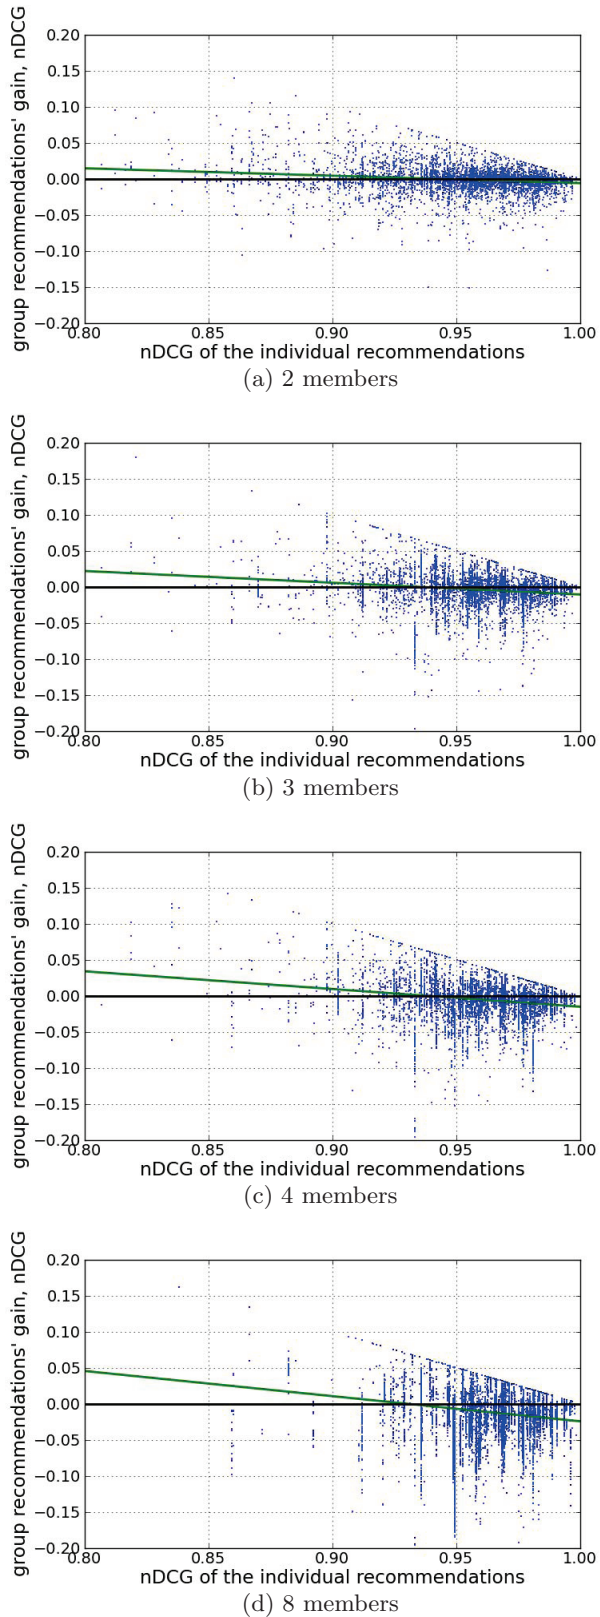 group recommendations' gain, nDCG
0.20
0.15
0.10
0.05
0.00
−0.05
−0.10
−0.15
−0.20
0.80 0.85 0.90 0.95 1.00
nDCG of the individual recommendations
(a) 2 members
group recommendations' gain, nDCG
0.20
0.15
0.10
0.05
0.00
−0.05
−0.10
−0.15
−0.20
0.80 0.85 0.90 0.95 1.00
nDCG of the individual recommendations
(b) 3 members
group recommendations' gain, nDCG
0.20
0.15
0.10
0.05
0.00
−0.05
−0.10
−0.15
−0.20
0.80 0.85 0.90 0.95 1.00
nDCG of the individual recommendations
(c) 4 members
group recommendations' gain, nDCG
0.20
0.15
0.10
0.05
0.00
−0.05
−0.10
−0.15
−0.20
0.80 0.85 0.90 0.95 1.00
nDCG of the individual recommendations
(d) 8 members